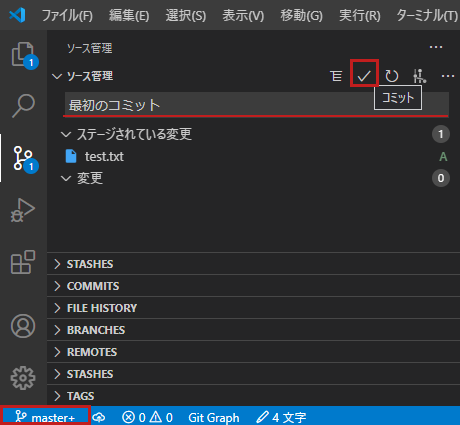 ファイル(F) 編集(E) 選択(S) 表示(V) 移動(G) 実行(R) ターミナル(T)
ソース管理
ソース管理
コミット
最初のコミット
ステージされている変更 1
test.txt A
変更 0
1
1
STASHES
COMMITS
FILE HISTORY
BRANCHES
REMOTES
STASHES
TAGS
master+ 0 0 Git Graph 4 文字